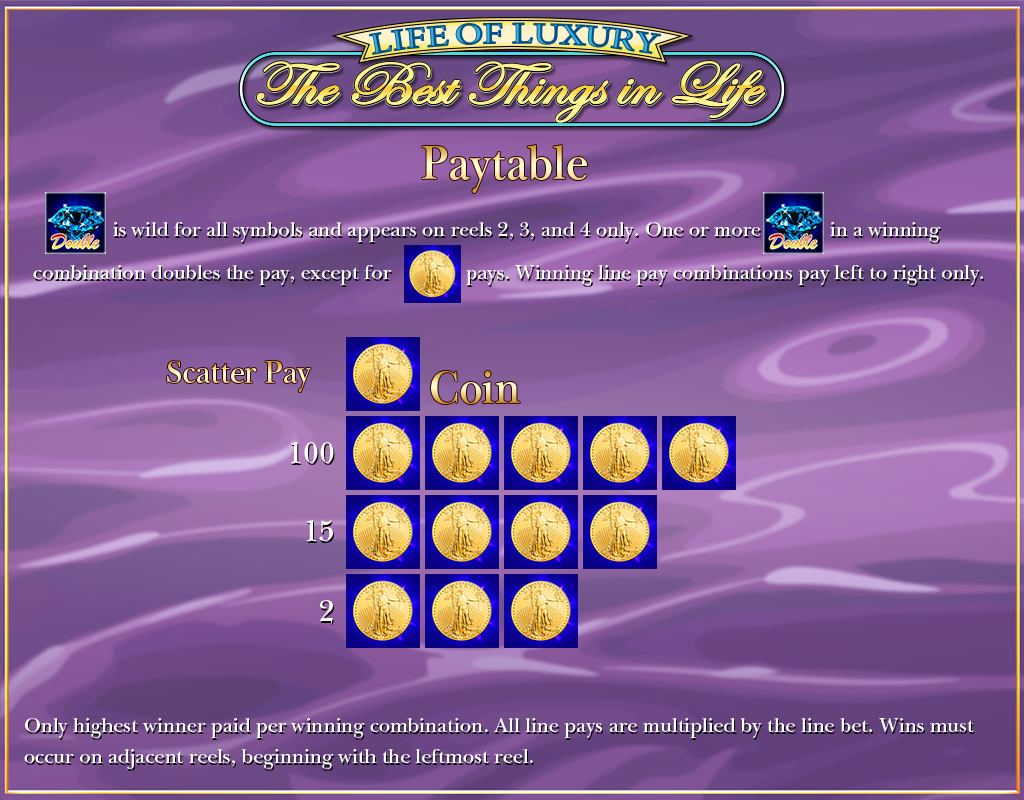 LIFE OF LUXURY
The Best Things in Life
Paytable
Double is wild for all symbols and appears on reels 2, 3, and 4 only. One or more Double in a winning
combination doubles the pay, except for pays. Winning line pay combinations pay left to right only.
Scatter Pay Coin
100
15
2
Only highest winner paid per winning combination. All line pays are multiplied by the line bet. Wins must
occur on adjacent reels, beginning with the leftmost reel.